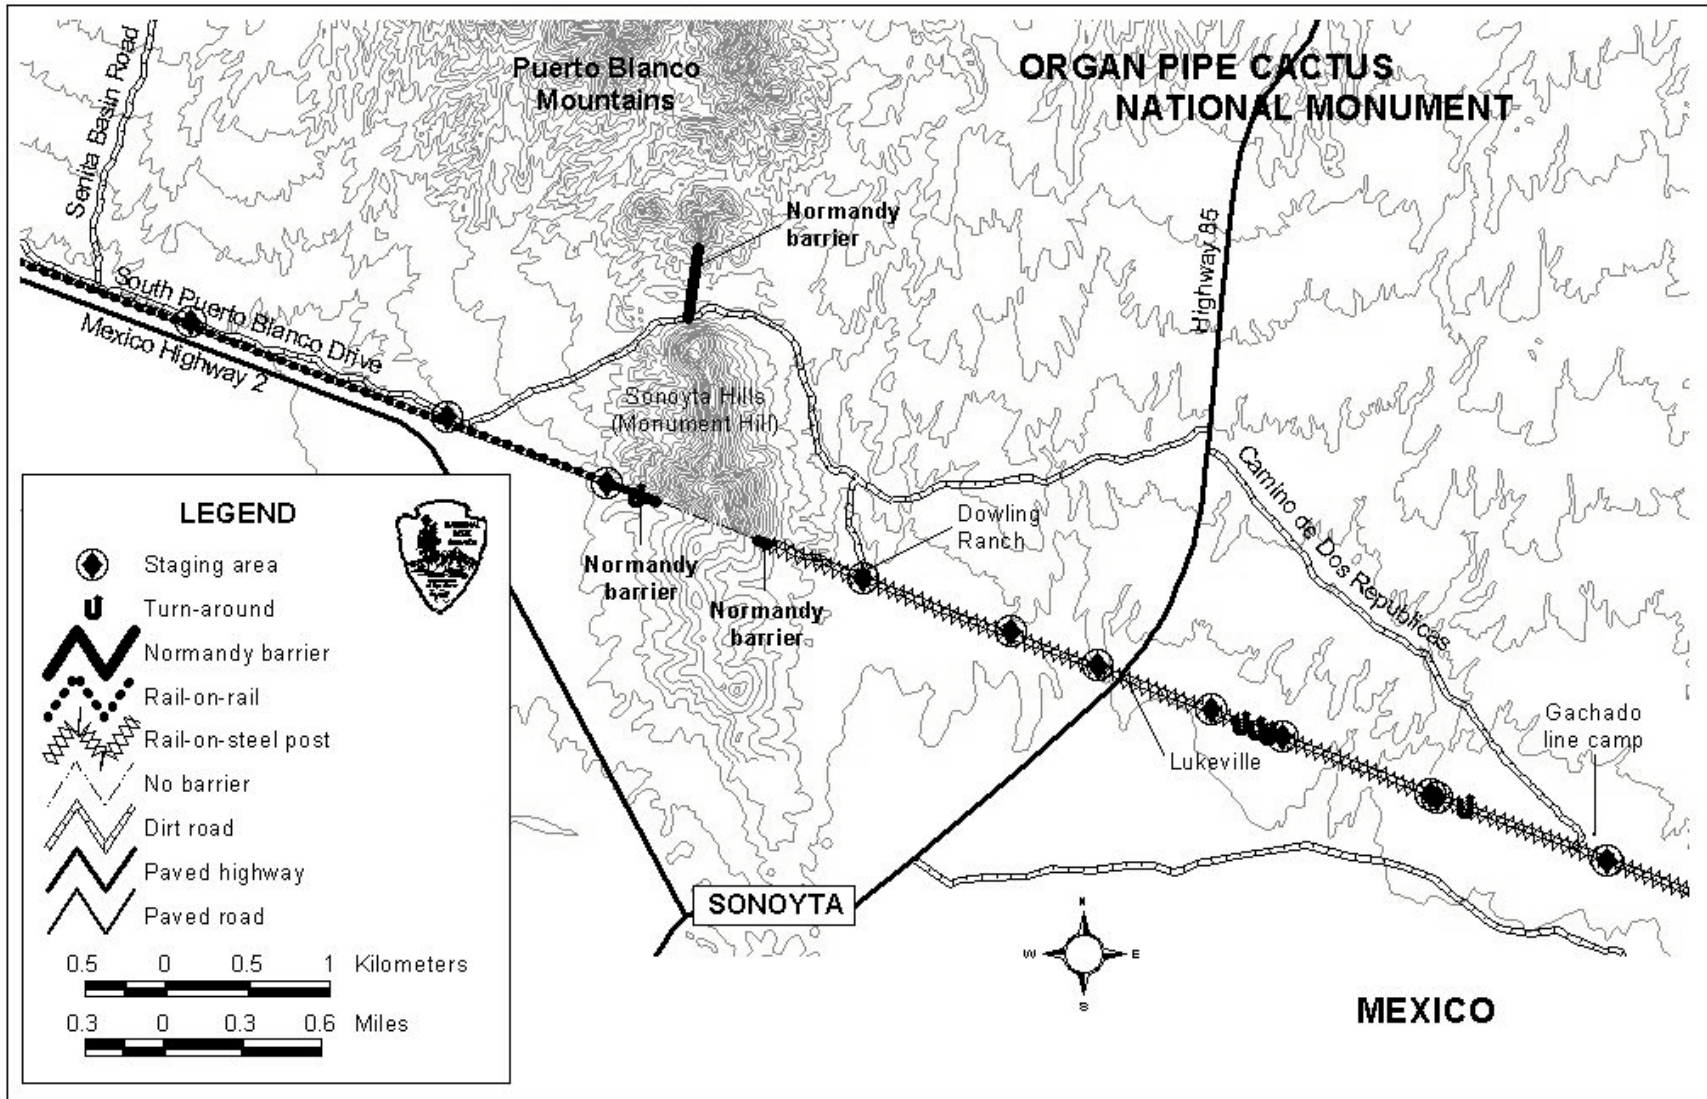 Puerto Blanco
Mountains
ORGAN PIPE CACTUS
NATIONAL MONUMENT
Senita Basin Road
Normandy
barrier
Highway 85
South Puerto Blanco Drive
Mexico Highway 2
Sonoyta Hills
(Monument Hill)
Camino de Dos Republicas
Dowling
Ranch
Normandy
barrier
Normandy
barrier
Gachado
line camp
Lukeville
SONOYTA
N
W
E
S
MEXICO
LEGEND
Staging area
Turn-around
Normandy barrier
Rail-on-rail
Rail-on-steel post
No barrier
Dirt road
Paved highway
Paved road
0.5 0 0.5 1 Kilometers
0.3 0 0.3 0.6 Miles